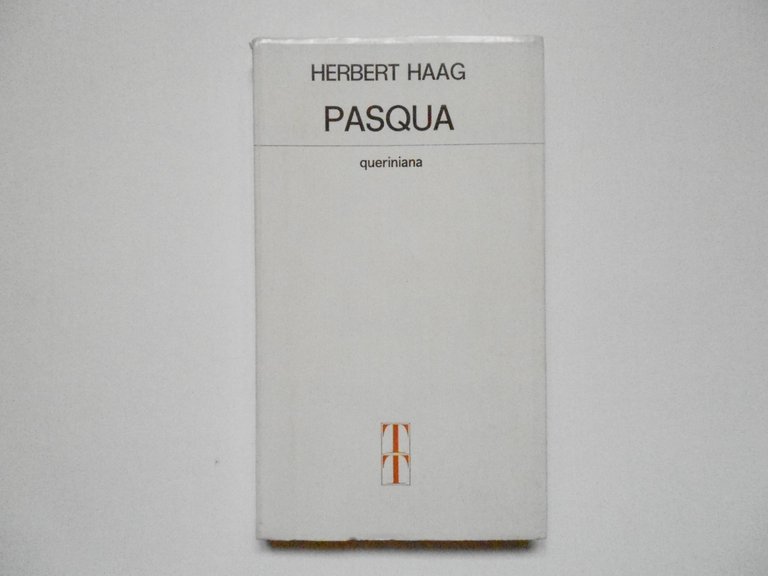 HERBERT HAAG
PASQUA
queriniana
T
T